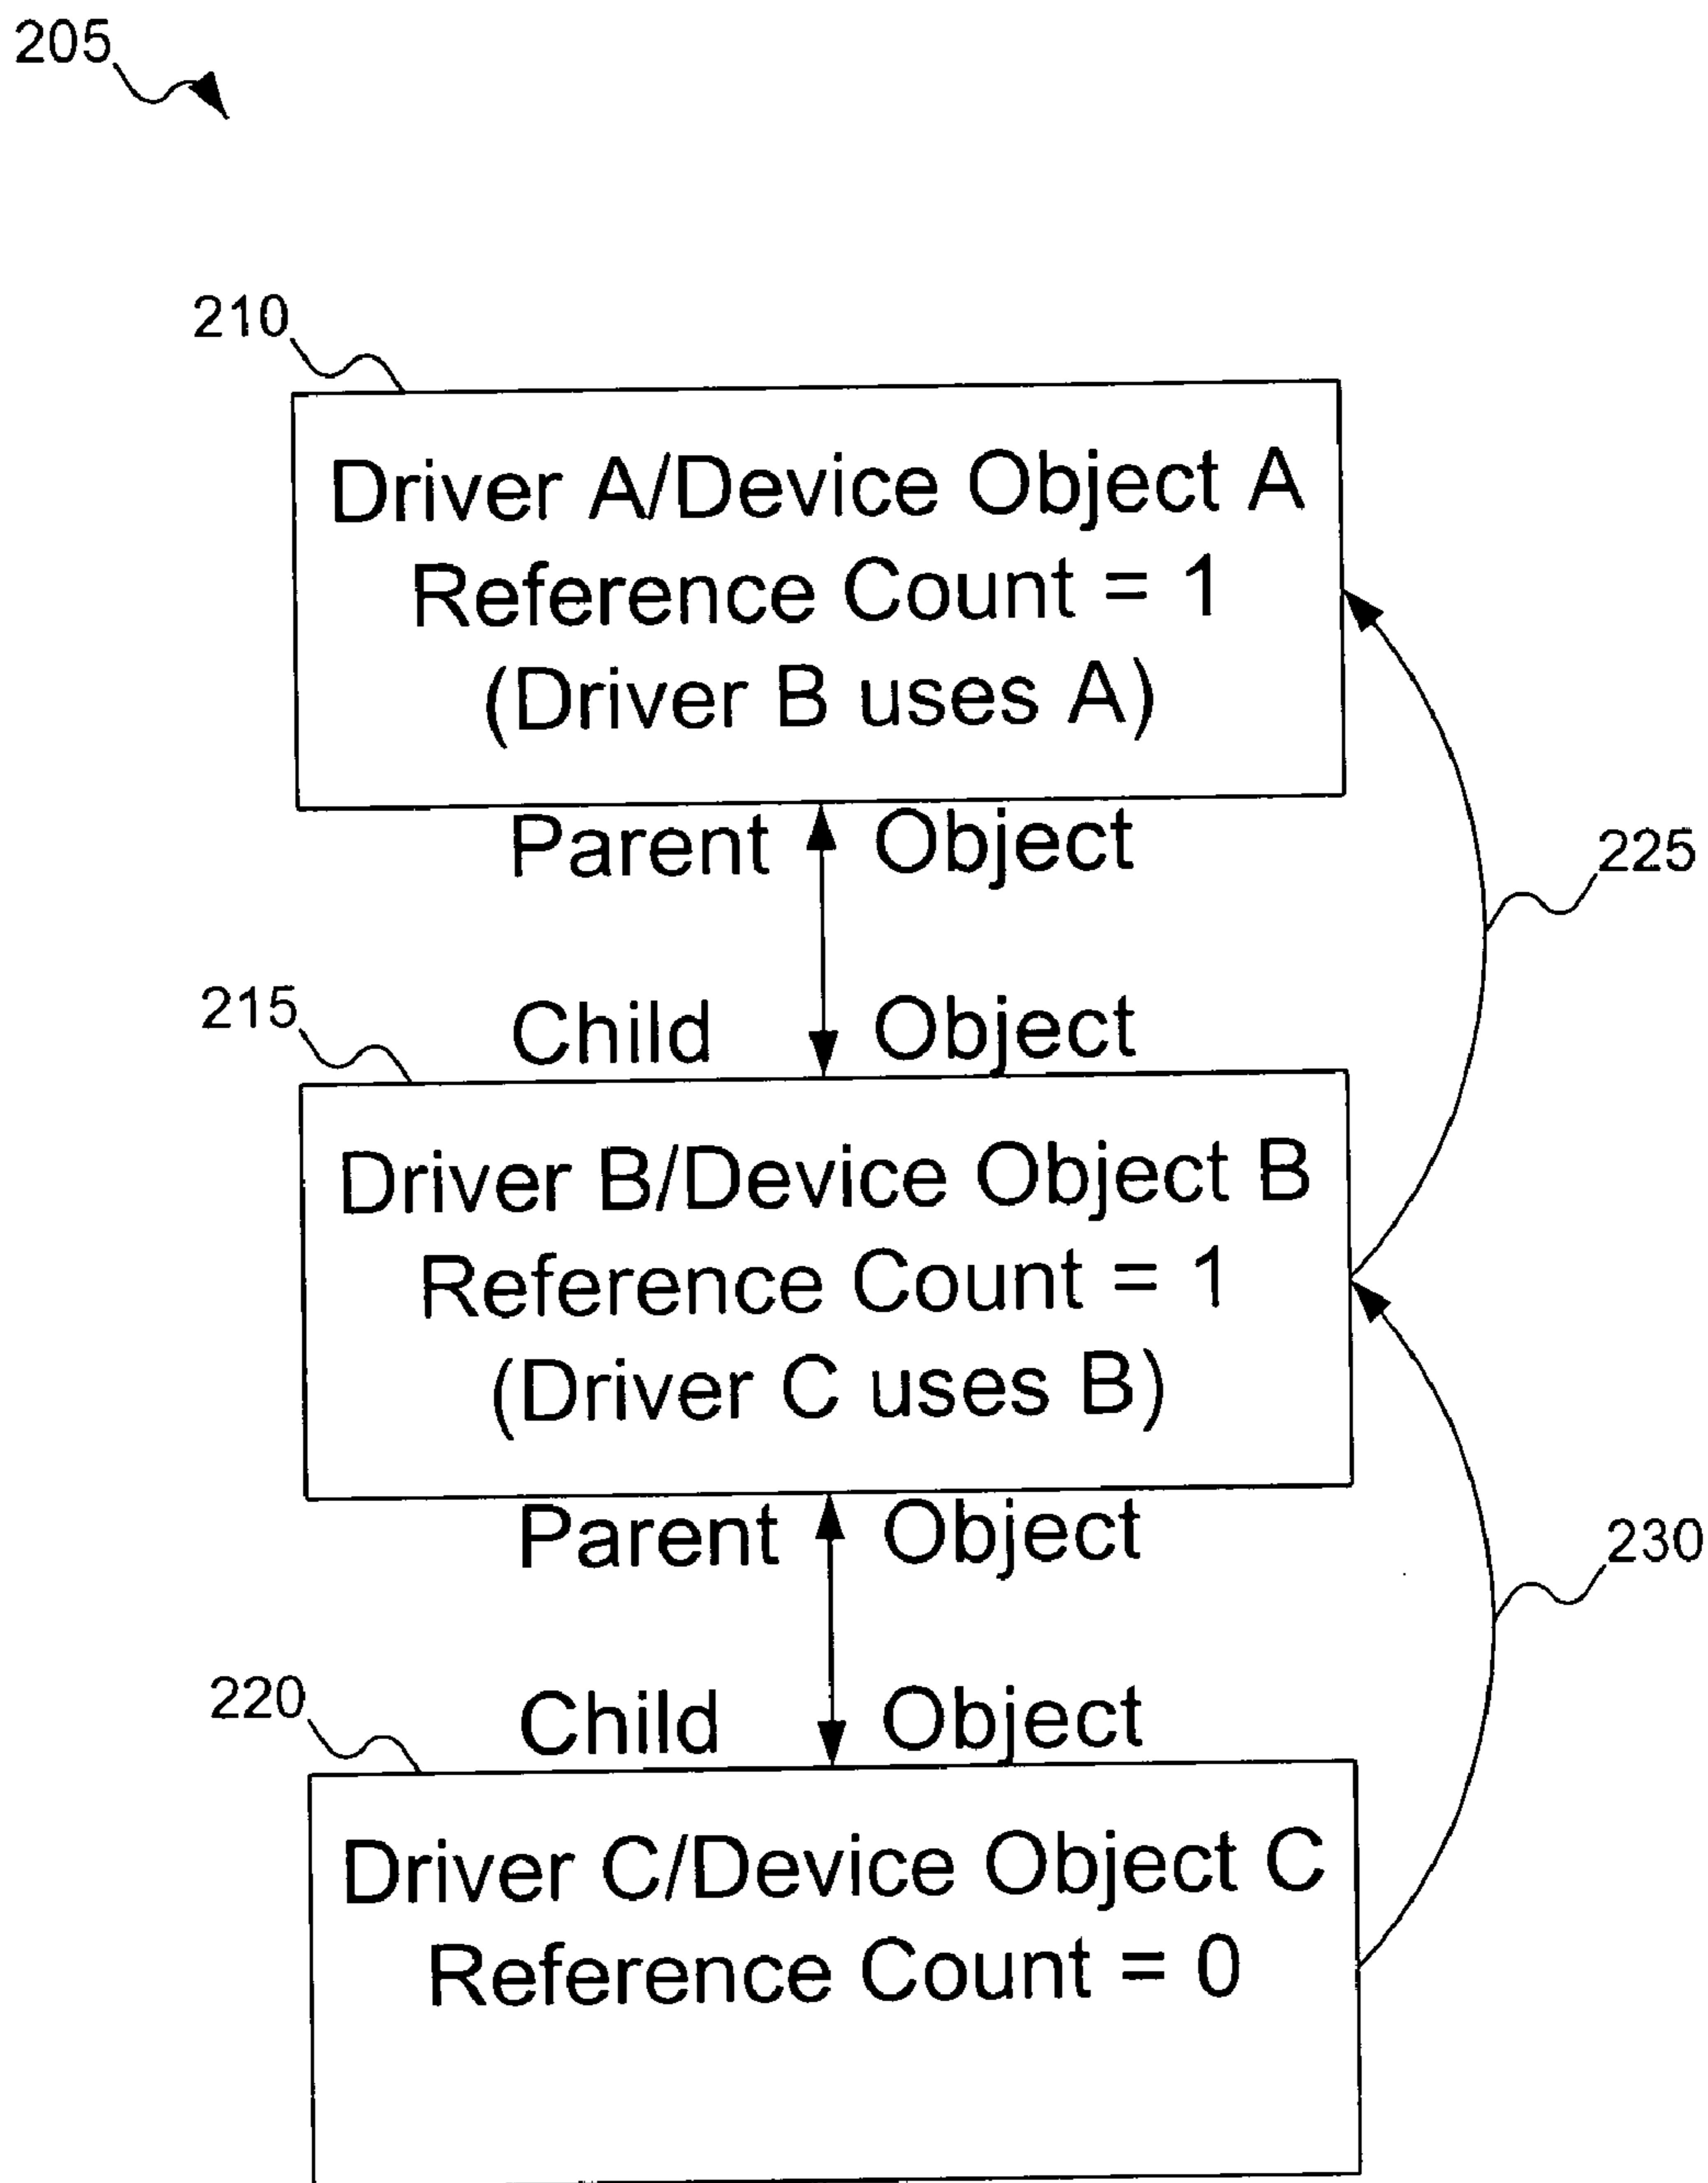 205
210
Driver A/Device Object A
Reference Count = 1
(Driver B uses A)
Parent Object
225
215
Child Object
Driver B/Device Object B
Reference Count = 1
(Driver C uses B)
Parent Object
230
220
Child Object
Driver C/Device Object C
Reference Count = 0